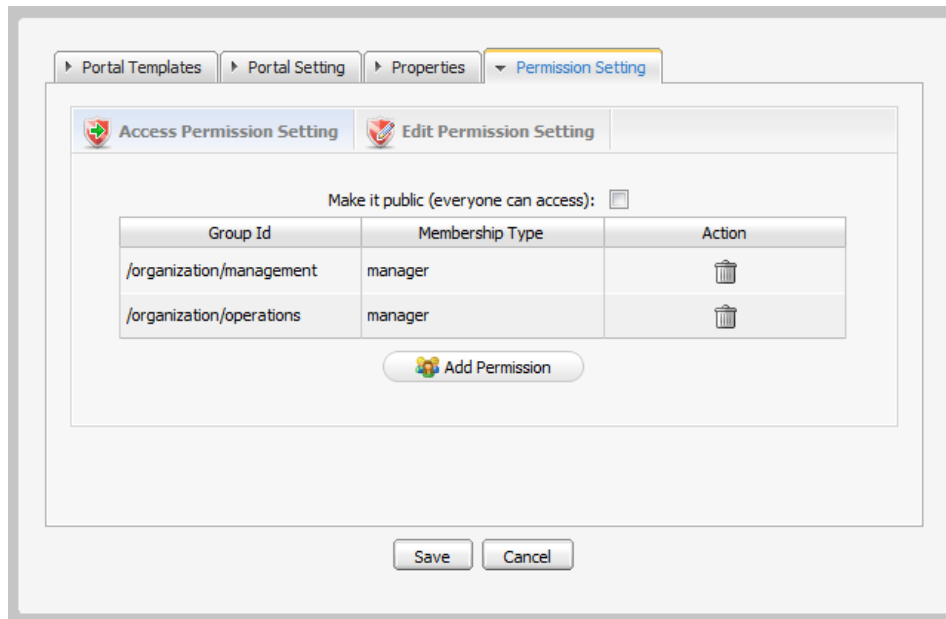 Portal Templates Portal Setting Properties Permission Setting
Access Permission Setting Edit Permission Setting
Make it public (everyone can access):
Group Id Membership Type Action
/organization/management manager
/organization/operations manager
Add Permission
Save Cancel